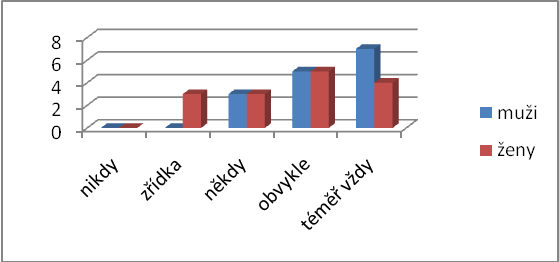 8
6
4
2
0
nikdy
zřídka
někdy
obvykle
téměř vždy
muži
ženy